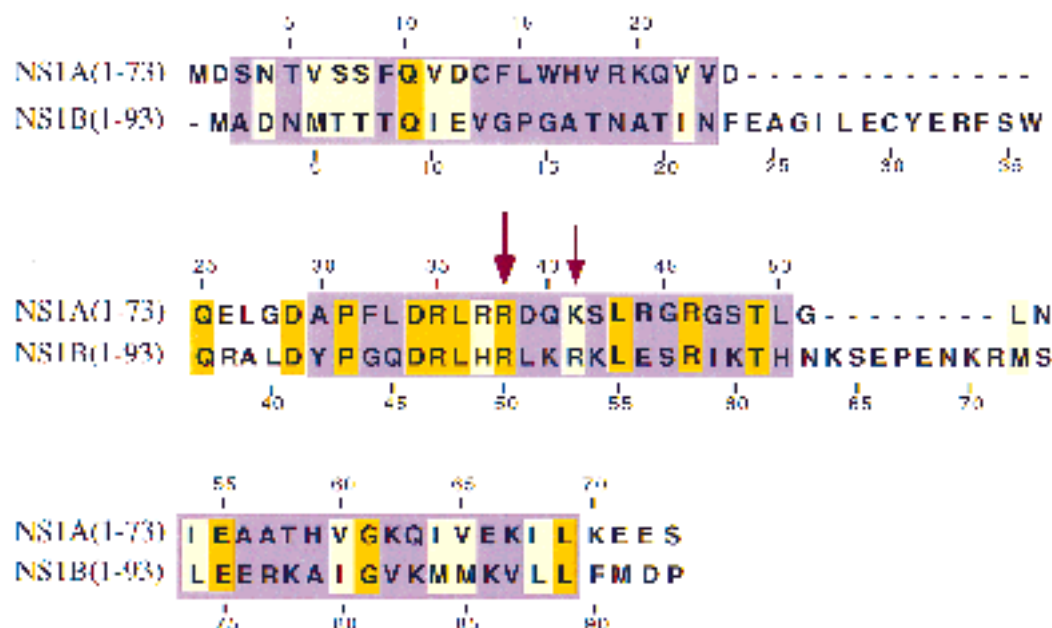 5 10 15 20
NS1A(1-73) MDSNTVSSFQVDCFLWHVRKQVVD--------------
NS1B(1-93) -MADNMTTTQIEVGPGATNATINFEAGILECYERFSW
5 10 15 20 25 30 35
25 30 35 40 45 50
NS1A(1-73) QELGDAPFLDRLRRDQKSLRGRGSTLG--------LN
NS1B(1-93) QRALDYPGQDRLHRLKRKLESRIKTHNKSEPENKRMS
40 45 50 55 60 65 70
55 60 65 70
NS1A(1-73) IEAATHVGKQIVEKILKEES
NS1B(1-93) LEERKAIGVKMMKVLLFMDP
75 80 85 90